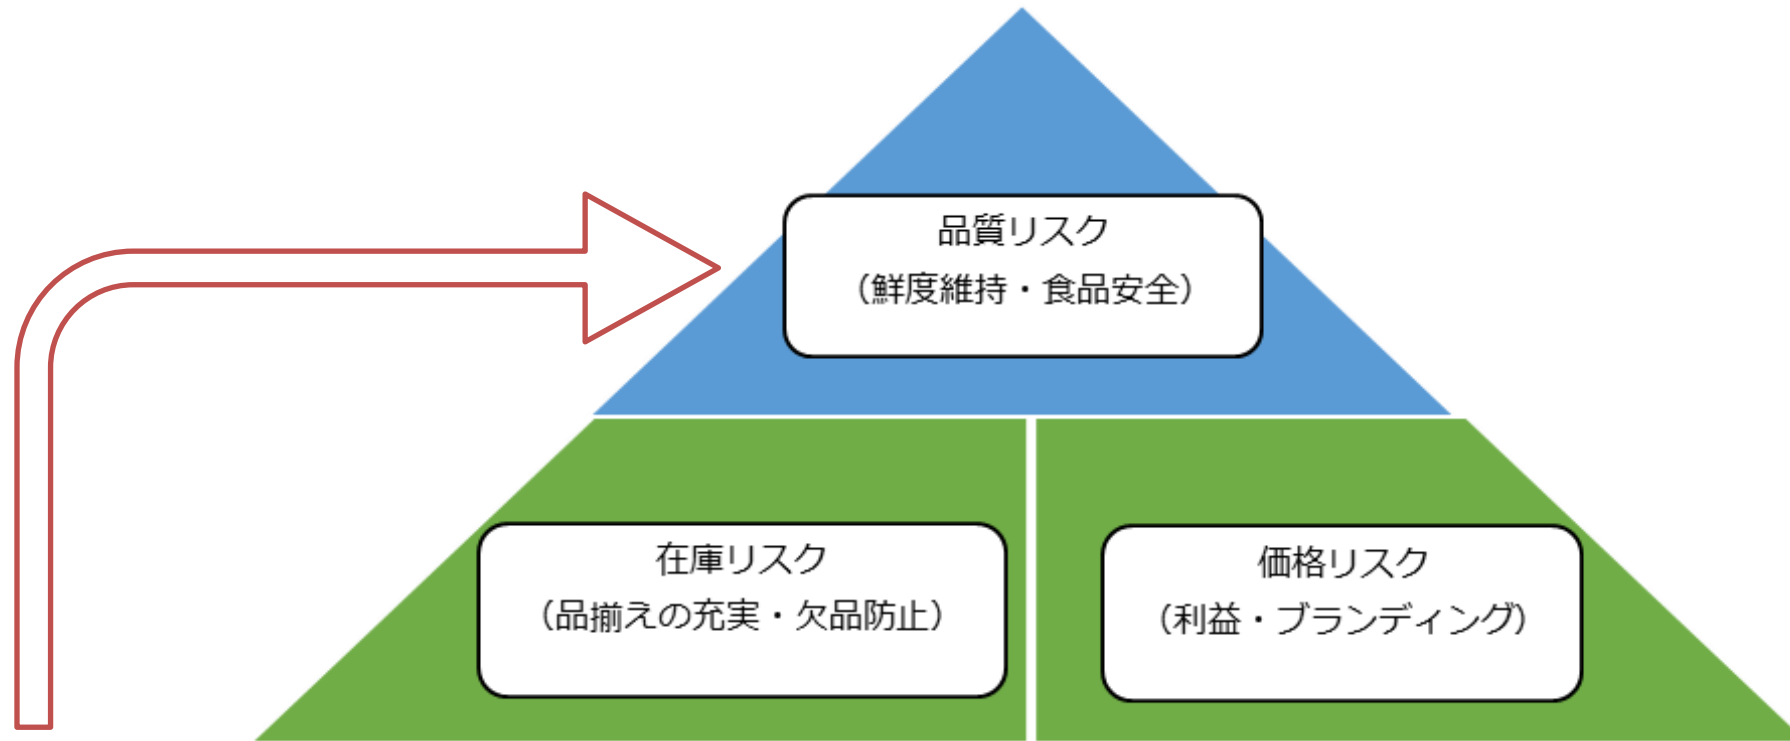 品質リスク
（鮮度維持・食品安全）
在庫リスク
（品揃えの充実・欠品防止）
価格リスク
（利益・ブランディング）